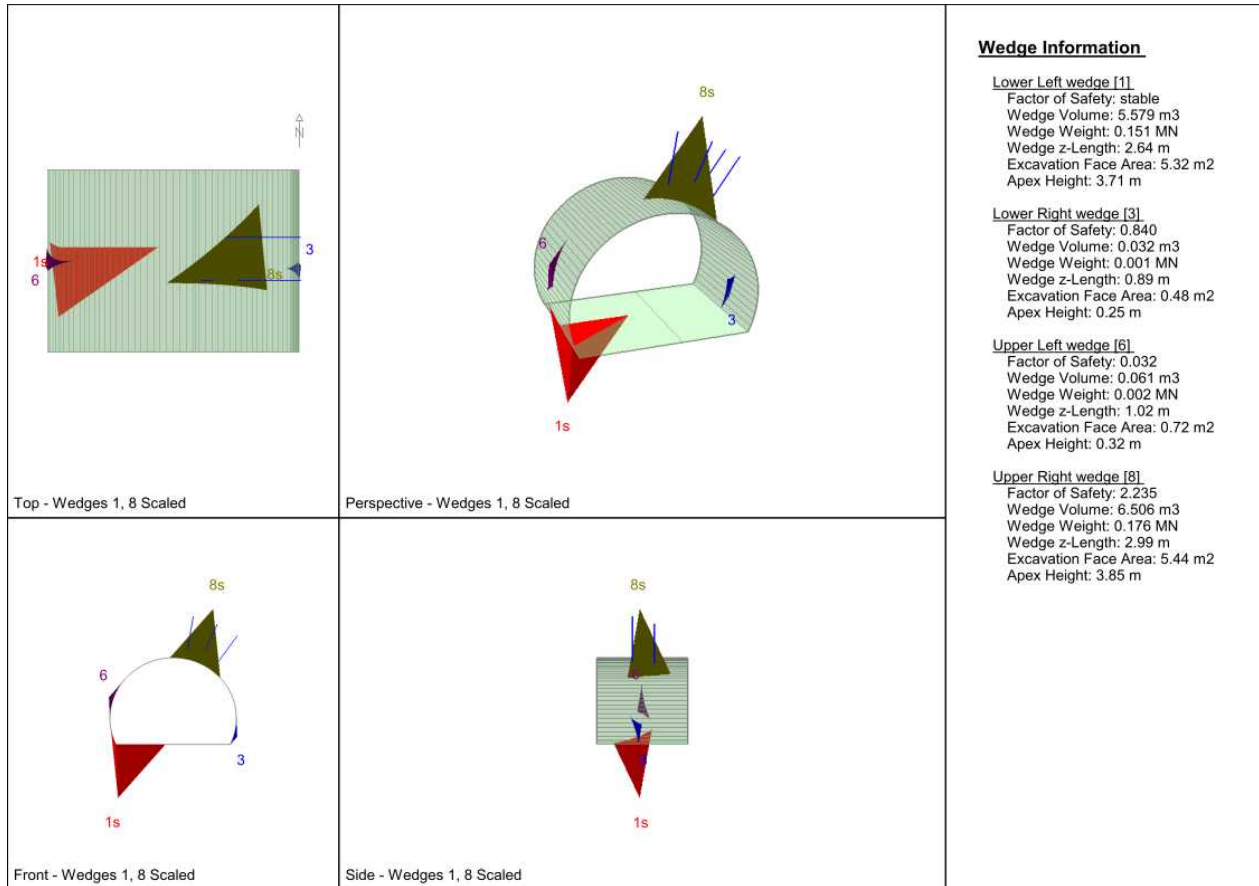 N
1s
6
3
8s
Top - Wedges 1, 8 Scaled
8s
6
3
1s
Perspective - Wedges 1, 8 Scaled
8s
6
3
1s
Front - Wedges 1, 8 Scaled
8s
6
3
1s
Side - Wedges 1, 8 Scaled
Wedge Information
Lower Left wedge [1]
Factor of Safety: stable
Wedge Volume: 5.579 m3
Wedge Weight: 0.151 MN
Wedge z-Length: 2.64 m
Excavation Face Area: 5.32 m2
Apex Height: 3.71 m
Lower Right wedge [3]
Factor of Safety: 0.840
Wedge Volume: 0.032 m3
Wedge Weight: 0.001 MN
Wedge z-Length: 0.89 m
Excavation Face Area: 0.48 m2
Apex Height: 0.25 m
Upper Left wedge [6]
Factor of Safety: 0.032
Wedge Volume: 0.061 m3
Wedge Weight: 0.002 MN
Wedge z-Length: 1.02 m
Excavation Face Area: 0.72 m2
Apex Height: 0.32 m
Upper Right wedge [8]
Factor of Safety: 2.235
Wedge Volume: 6.506 m3
Wedge Weight: 0.176 MN
Wedge z-Length: 2.99 m
Excavation Face Area: 5.44 m2
Apex Height: 3.85 m